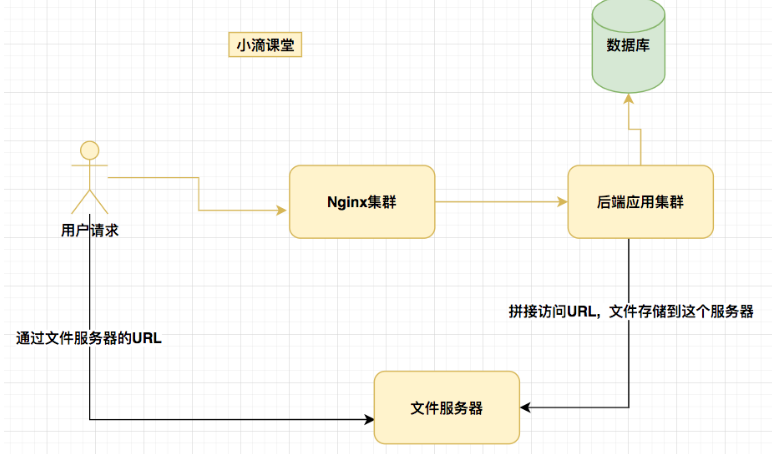 小滴课堂
数据库
Nginx集群
后端应用集群
用户请求
拼接访问URL，文件存储到这个服务器
通过文件服务器的URL
文件服务器